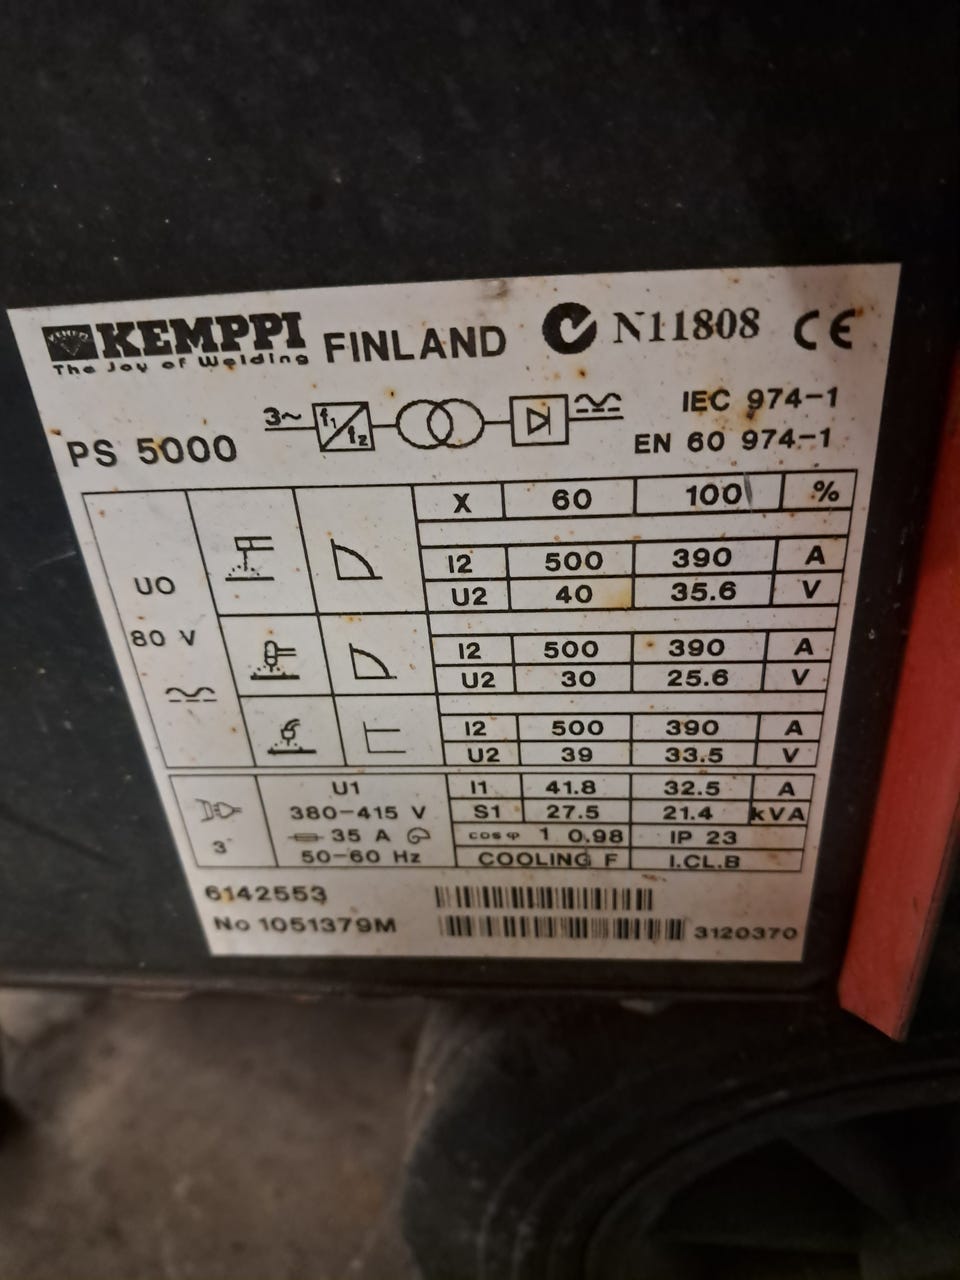 KEMPPI FINLAND N11808 CE
The Joy of Welding
PS 5000 3~ f1 f2 IEC 974-1
EN 60 974-1
X 60 100 %
UO
80 V
I2 500 390 A
U2 40 35.6 V
I2 500 390 A
U2 30 25.6 V
I2 500 390 A
U2 39 33.5 V
3~
U1
380-415 V
35 A
50-60 Hz
I1 41.8 32.5 A
S1 27.5 21.4 kVA
cos φ 1 0.98 IP 23
COOLING F I.CL.B
6142553
No 1051379M 3120370